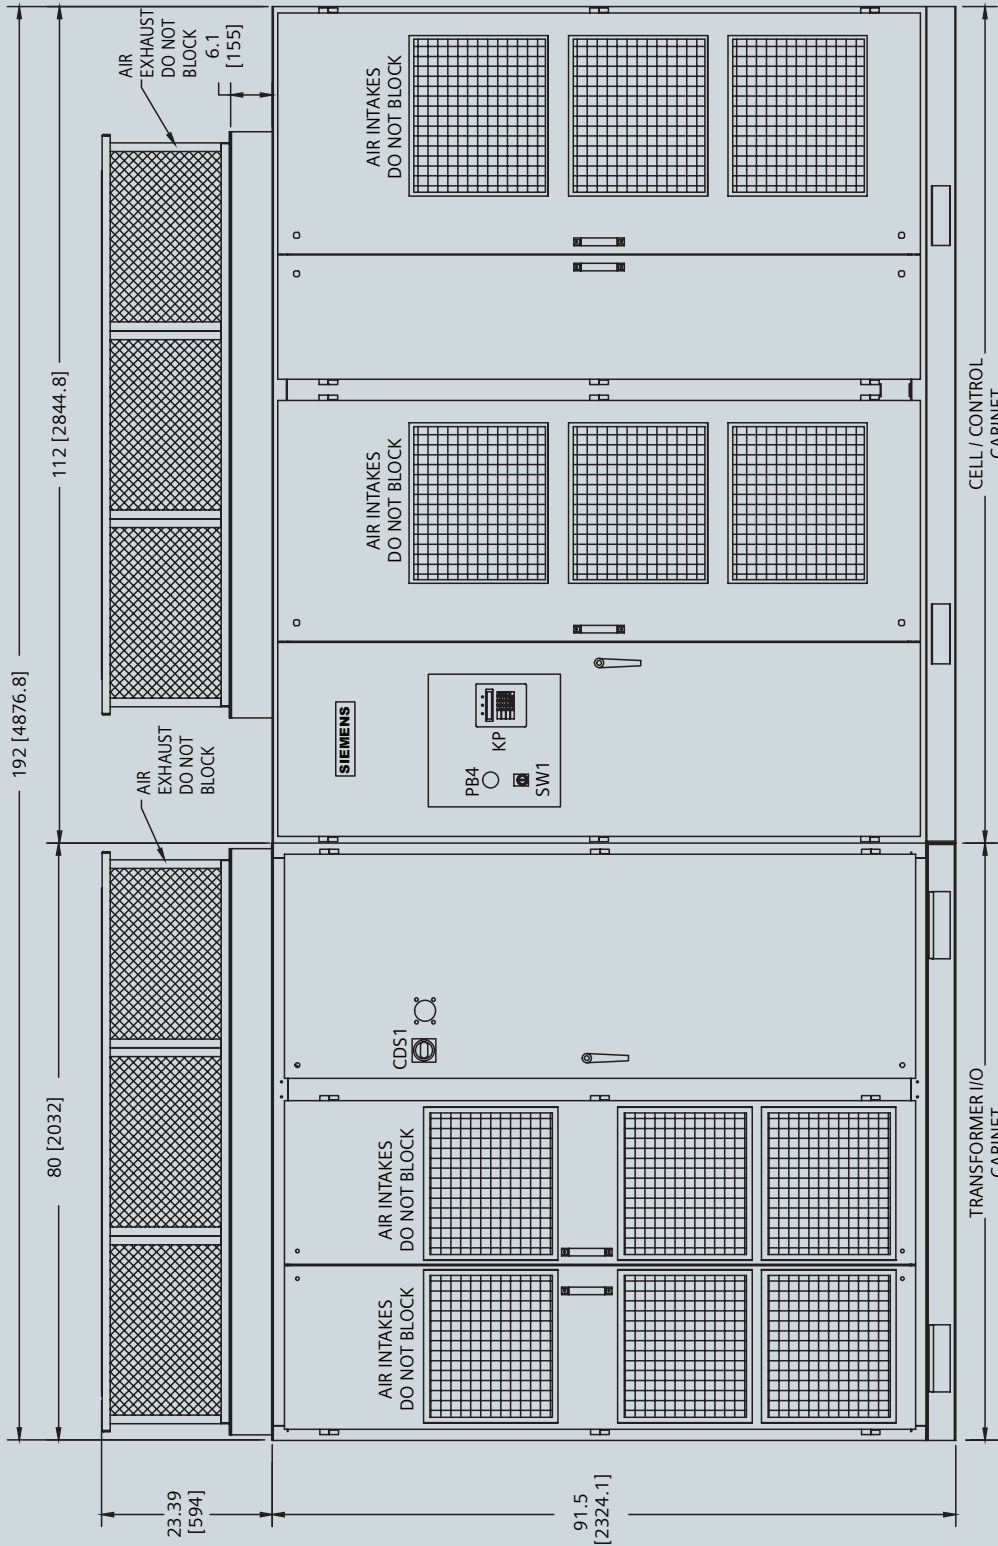 192 [4876.8]
80 [2032]
112 [2844.8]
23.39
[594]
AIR
EXHAUST
DO NOT
BLOCK
AIR
EXHAUST
DO NOT
BLOCK
6.1
[155]
91.5
[2324.1]
AIR INTAKES
DO NOT BLOCK
AIR INTAKES
DO NOT BLOCK
CDS1
SIEMENS
PB4
KP
SW1
AIR INTAKES
DO NOT BLOCK
AIR INTAKES
DO NOT BLOCK
TRANSFORMER I/O
CABINET
CELL / CONTROL
CABINET